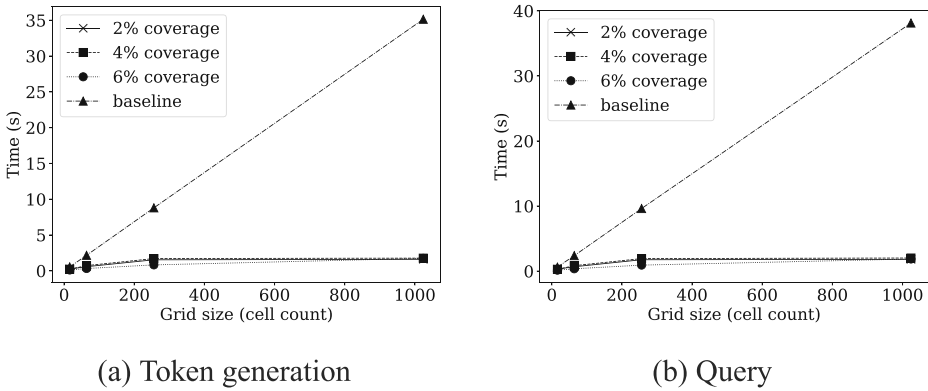 2% coverage
4% coverage
6% coverage
baseline
Time (s)
35
30
25
20
15
10
5
0
0 200 400 600 800 1000
Grid size (cell count)
(a) Token generation
2% coverage
4% coverage
6% coverage
baseline
Time (s)
40
30
20
10
0
0 200 400 600 800 1000
Grid size (cell count)
(b) Query